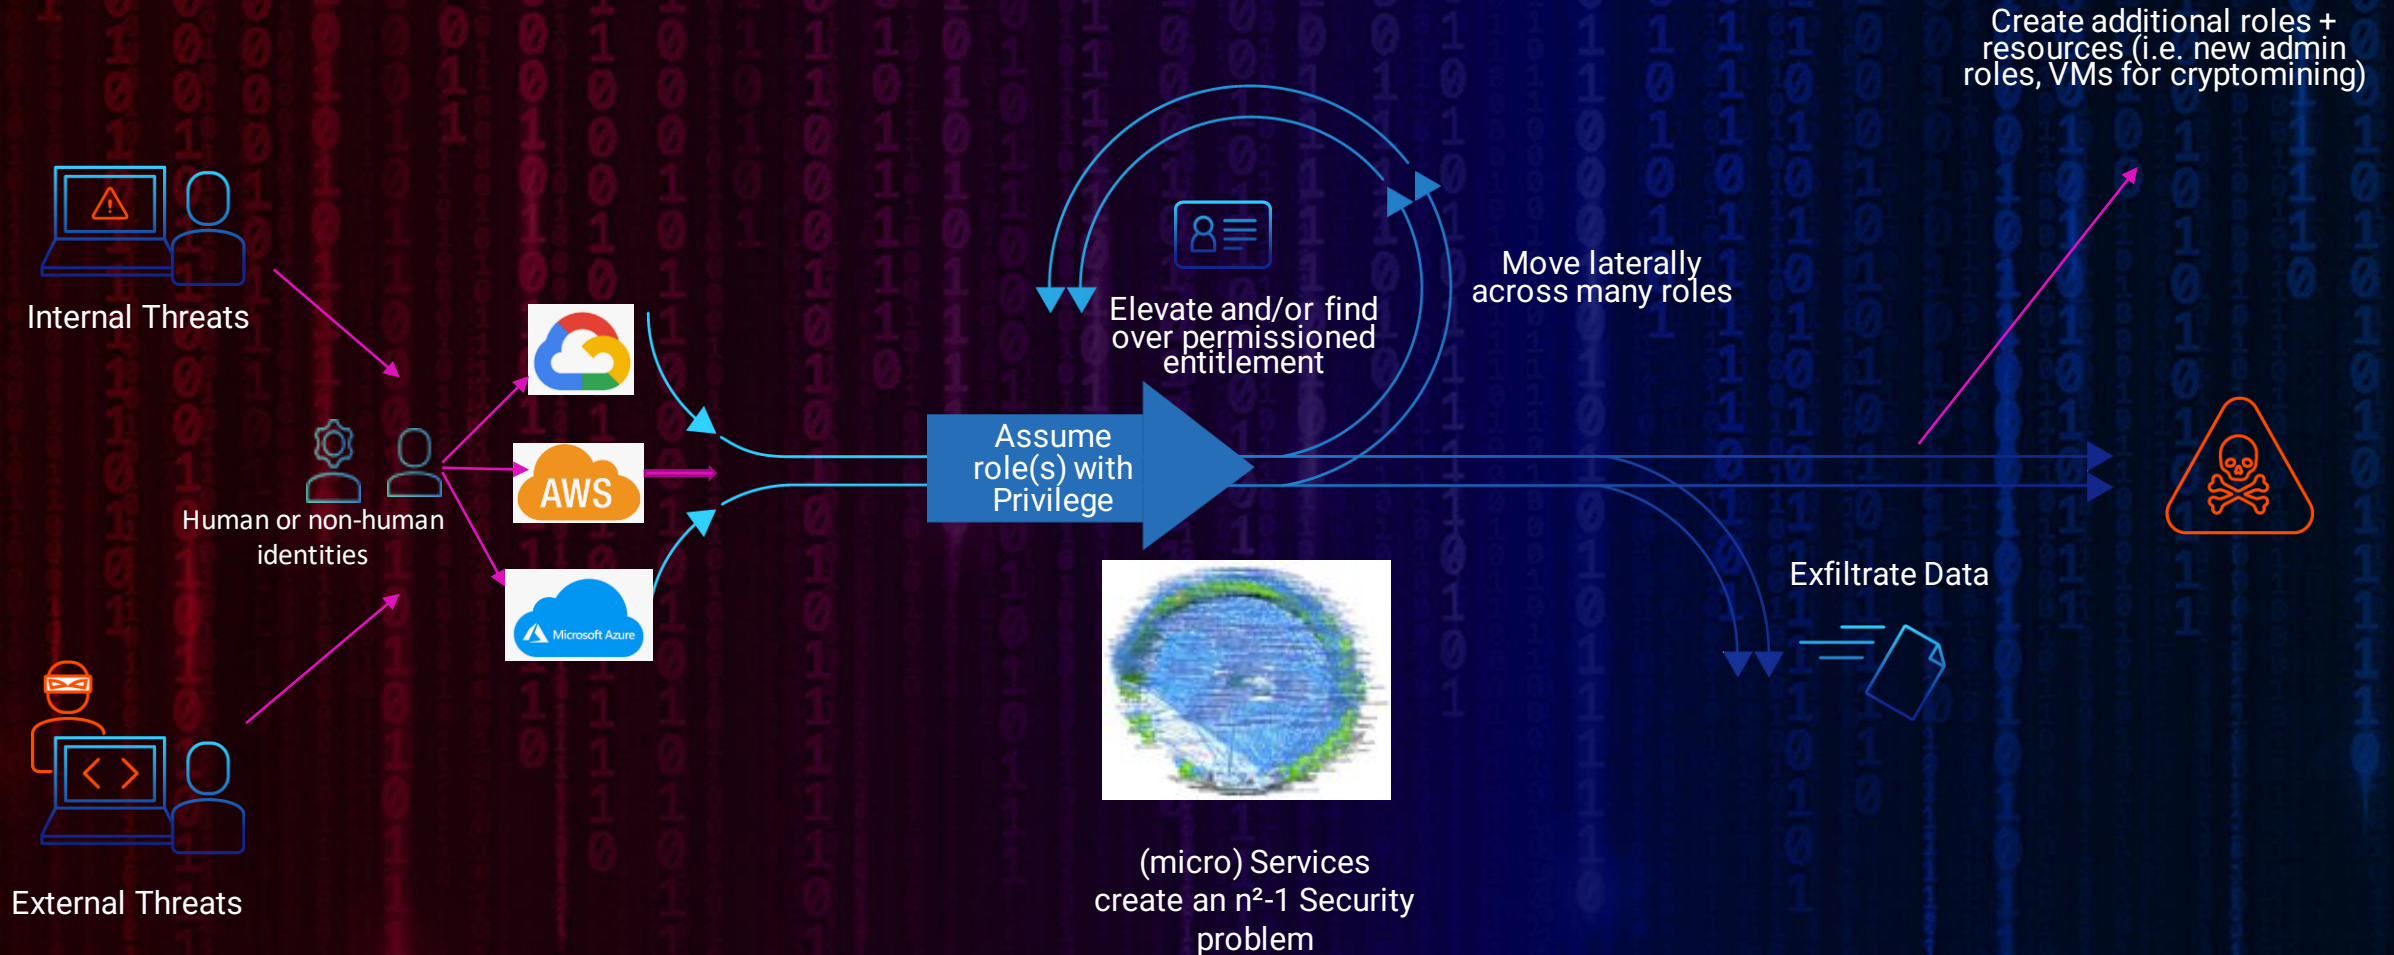 Create additional roles +
resources (i.e. new admin
roles, VMs for cryptomining)
Internal Threats
Move laterally
across many roles
Elevate and/or find
over permissioned
entitlement
Assume
role(s) with
Privilege
AWS
Human or non-human
identities
Microsoft Azure
Exfiltrate Data
External Threats
(micro) Services
create an n²-1 Security
problem